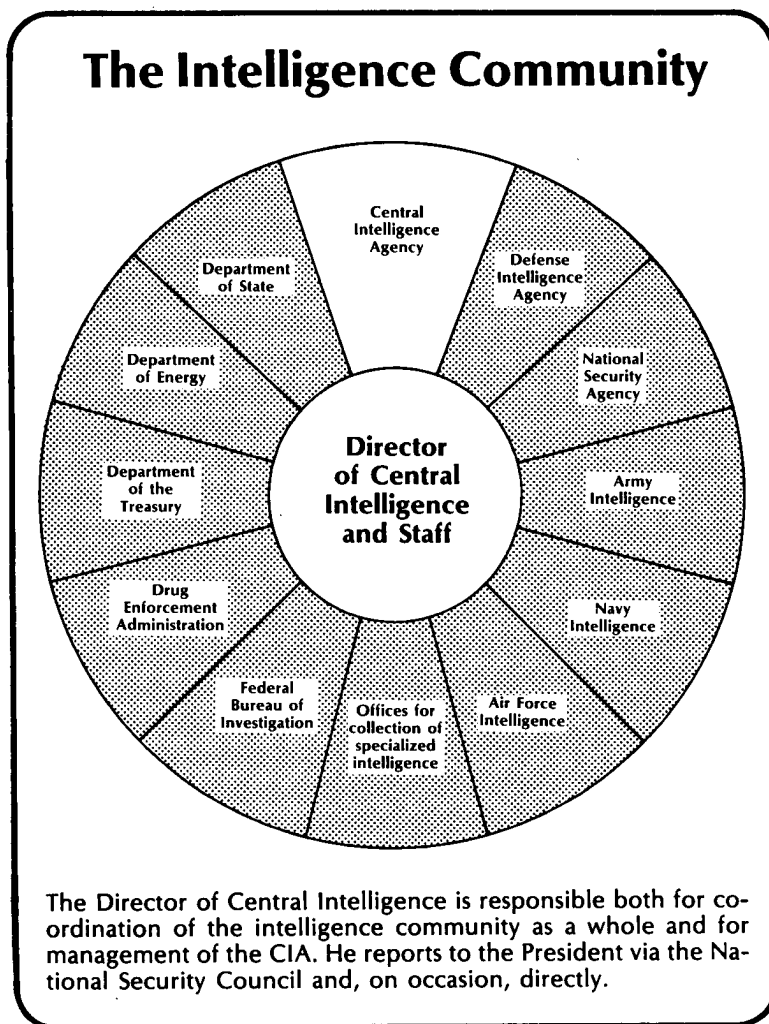 The Intelligence Community
Central
Intelligence
Agency
Defense
Intelligence
Agency
National
Security
Agency
Army
Intelligence
Navy
Intelligence
Air Force
Intelligence
Offices for
collection of
specialized
intelligence
Federal
Bureau of
Investigation
Drug
Enforcement
Administration
Department
of the
Treasury
Department
of Energy
Department
of State
Director
of Central
Intelligence
and Staff
The Director of Central Intelligence is responsible both for co-
ordination of the intelligence community as a whole and for
management of the CIA. He reports to the President via the Na-
tional Security Council and, on occasion, directly.